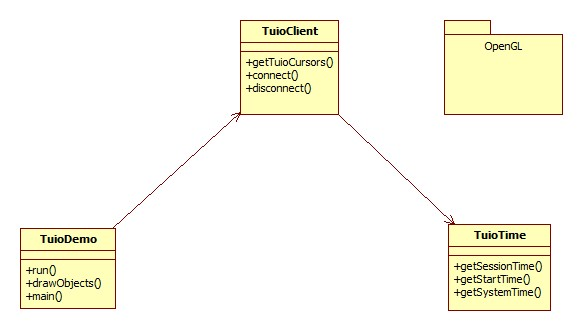 TuioClient
+getTuioCursors()
+connect()
+disconnect()
OpenGL
TuioDemo
+run()
+drawObjects()
+main()
TuioTime
+getSessionTime()
+getStartTime()
+getSystemTime()